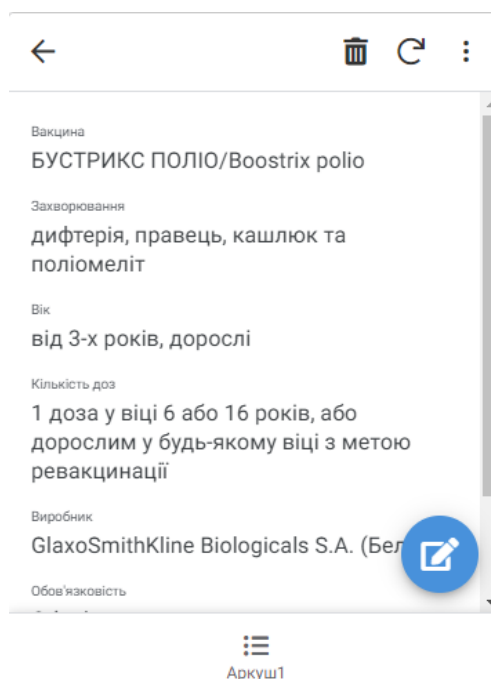 Вакцина
БУСТРИКС ПОЛІО/Boostrix polio
Захворювання
дифтерія, правець, кашлюк та
поліомеліт
Вік
від 3-х років, дорослі
Кількість доз
1 доза у віці 6 або 16 років, або
дорослим у будь-якому віці з метою
ревакцинації
Виробник
GlaxoSmithKline Biologicals S.A. (Бел
Обов'язковість
Аркуш1